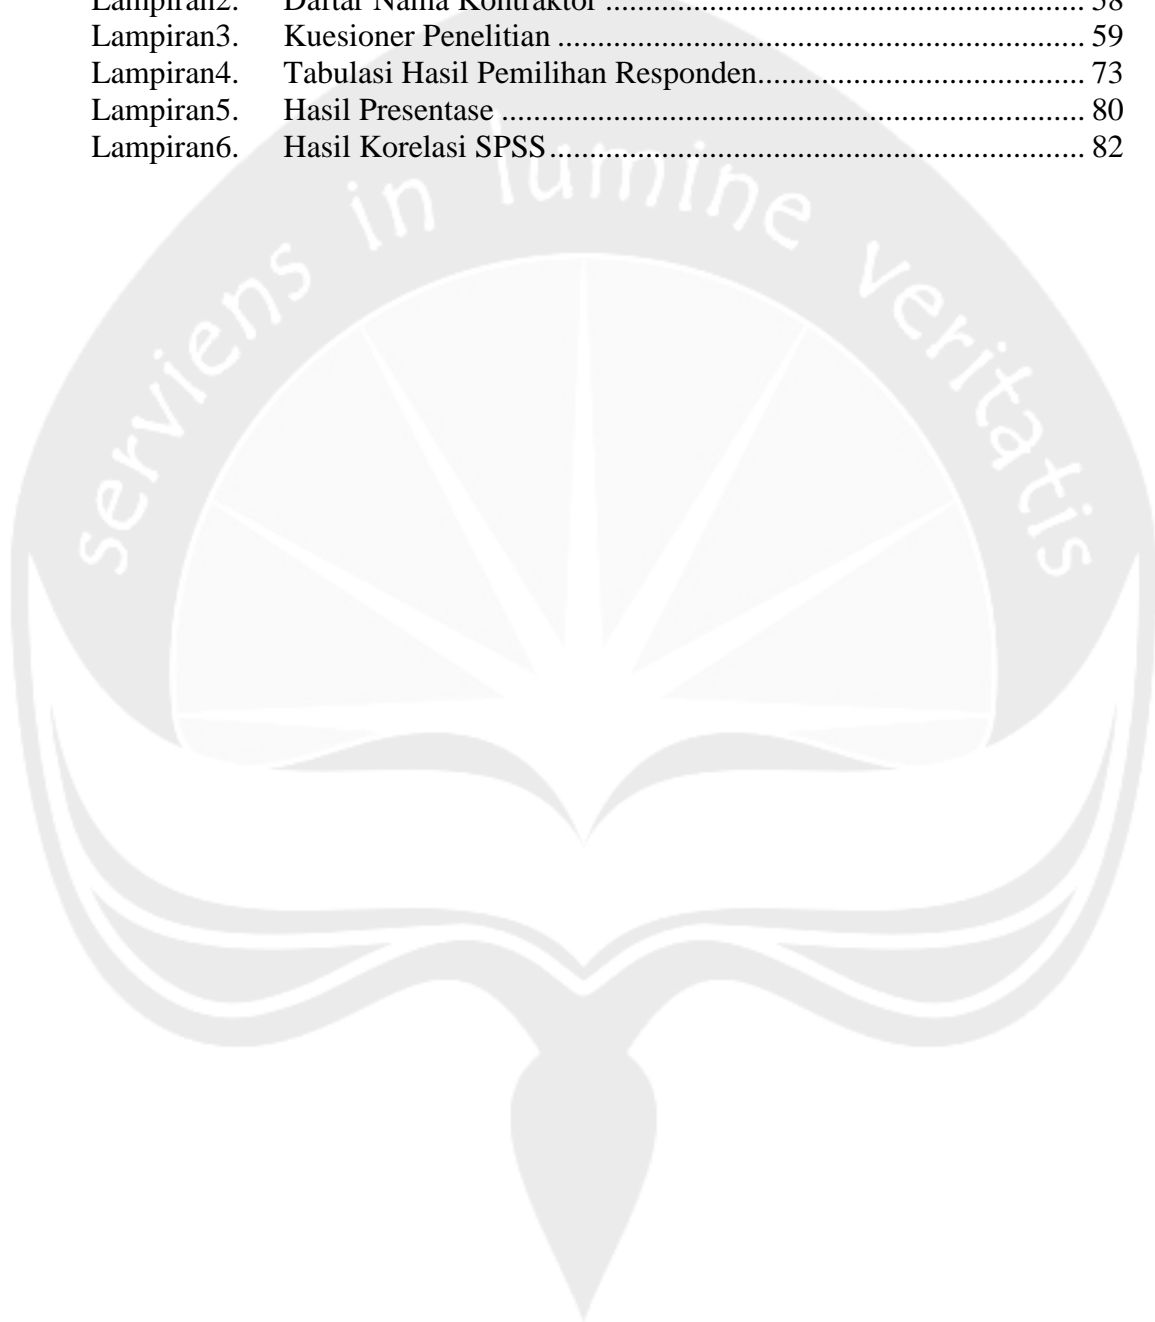 Lampiran2. Daftar Nama Kontraktor ................................................... 58
Lampiran3. Kuesioner Penelitian ........................................................ 59
Lampiran4. Tabulasi Hasil Pemilihan Responden................................... 73
Lampiran5. Hasil Presentase .............................................................. 80
Lampiran6. Hasil Korelasi SPSS......................................................... 82
serviens in lumine veritatis